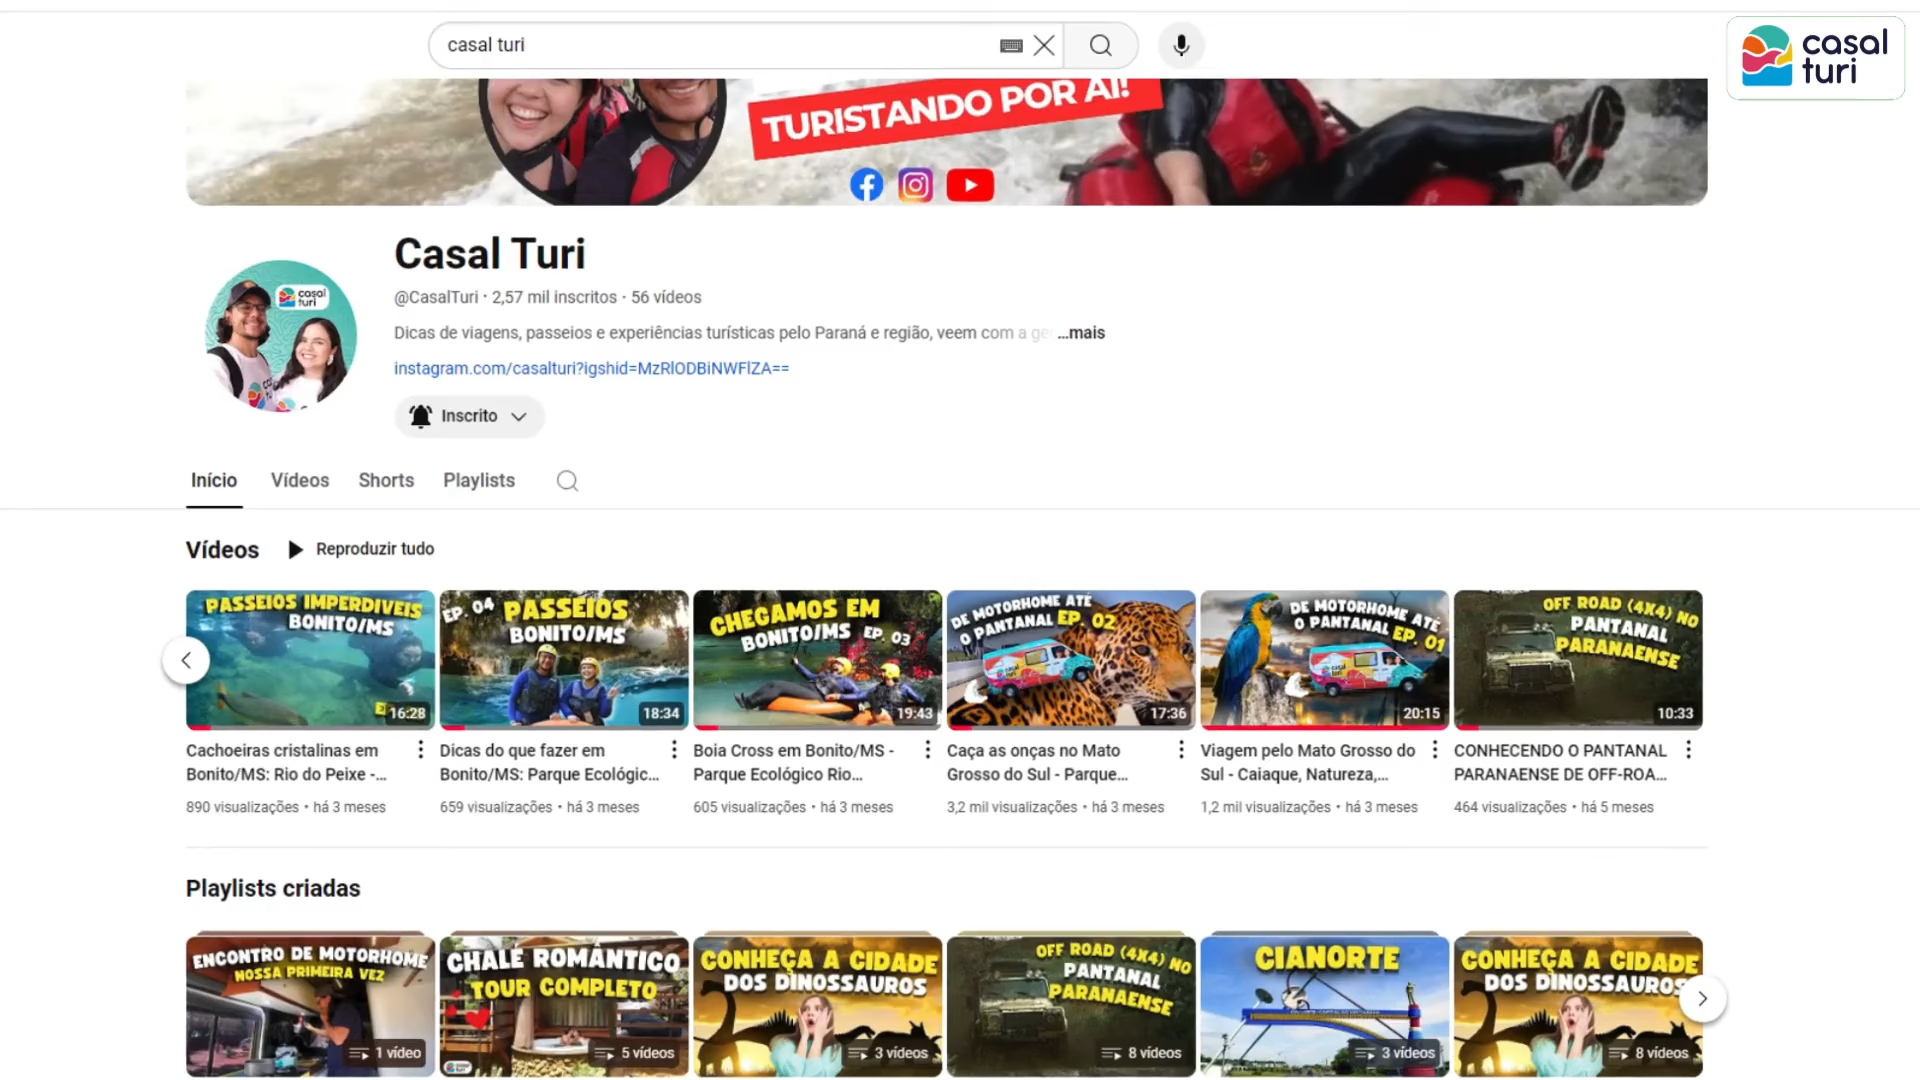 casal turi
casal
turi
TURISTANDO POR AÍ!
Casal Turi
@CasalTuri · 2,57 mil inscritos · 56 vídeos
Dicas de viagens, passeios e experiências turísticas pelo Paraná e região, veem com a ge ...mais
instagram.com/casalturi?igshid=MzRlODBiNWFlZA==
casal
turi
Inscrito
Início Vídeos Shorts Playlists
Vídeos Reproduzir tudo
PASSEIOS IMPERDIVEIS
BONITO/MS
16:28
EP. 04 PASSEIOS
BONITO/MS
18:34
CHEGAMOS EM
BONITO/MS EP. 03
19:43
DE MOTORHOME ATÉ
O PANTANAL EP. 02
17:36
DE MOTORHOME ATÉ
O PANTANAL EP. 01
20:15
OFF ROAD (4X4) NO
PANTANAL
PARANAENSE
10:33
Cachoeiras cristalinas em
Bonito/MS: Rio do Peixe -...
890 visualizações • há 3 meses
Dicas do que fazer em
Bonito/MS: Parque Ecológic...
659 visualizações • há 3 meses
Boia Cross em Bonito/MS -
Parque Ecológico Rio...
605 visualizações • há 3 meses
Caça as onças no Mato
Grosso do Sul - Parque...
3,2 mil visualizações • há 3 meses
Viagem pelo Mato Grosso do
Sul - Caiaque, Natureza,...
1,2 mil visualizações • há 3 meses
CONHECENDO O PANTANAL
PARANAENSE DE OFF-ROA...
464 visualizações • há 5 meses
Playlists criadas
ENCONTRO DE MOTORHOME
NOSSA PRIMEIRA VEZ
1 vídeo
CHALÉ ROMÂNTICO
TOUR COMPLETO
5 vídeos
CONHEÇA A CIDADE
DOS DINOSSAUROS
3 vídeos
OFF ROAD (4X4) NO
PANTANAL
PARANAENSE
8 vídeos
CIANORTE
3 vídeos
CONHEÇA A CIDADE
DOS DINOSSAUROS
8 vídeos